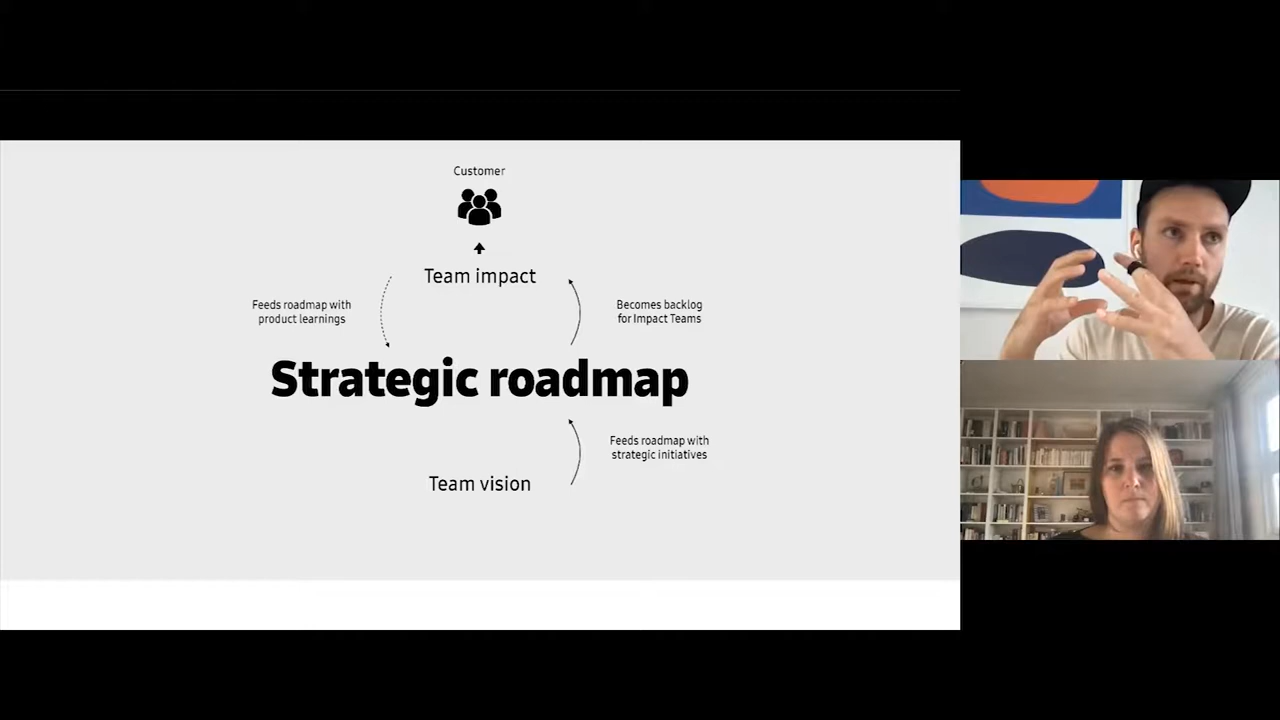 Customer
Team impact
Feeds roadmap with
product learnings
Becomes backlog
for Impact Teams
Strategic roadmap
Feeds roadmap with
strategic initiatives
Team vision